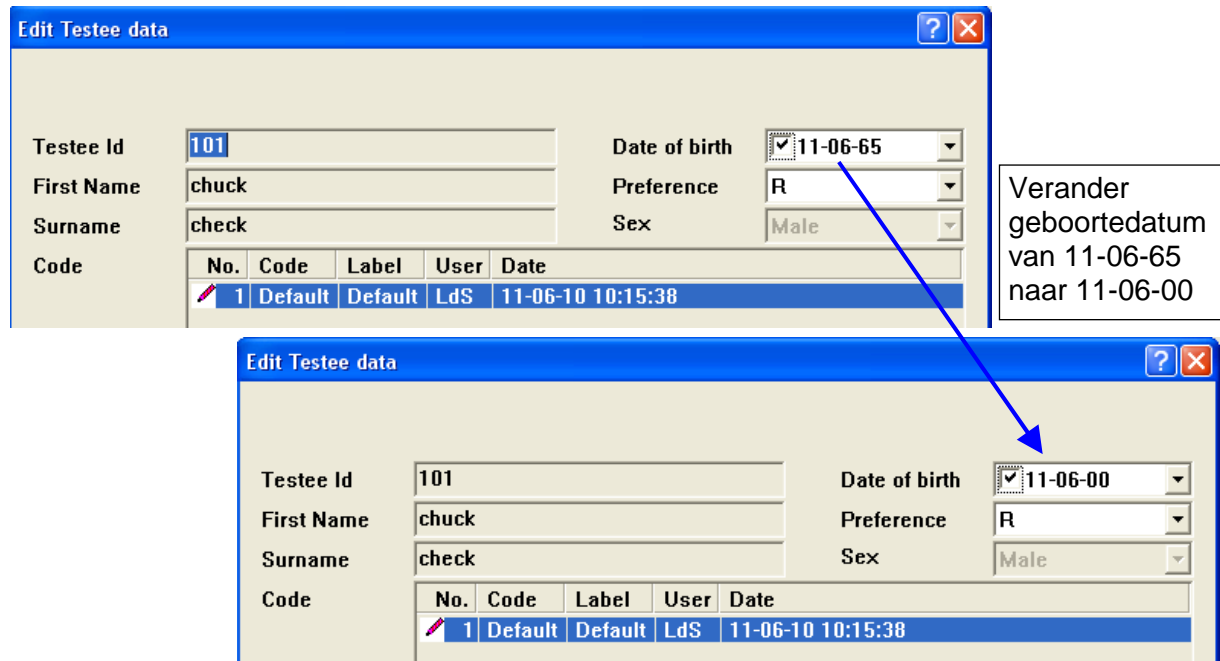 Edit Testee data
Testee Id 101 Date of birth 11-06-65
First Name chuck Preference R
Surname check Sex Male
Code No. Code Label User Date
1 Default Default LdS 11-06-10 10:15:38
Verander
geboortedatum
van 11-06-65
naar 11-06-00
Edit Testee data
Testee Id 101 Date of birth 11-06-00
First Name chuck Preference R
Surname check Sex Male
Code No. Code Label User Date
1 Default Default LdS 11-06-10 10:15:38